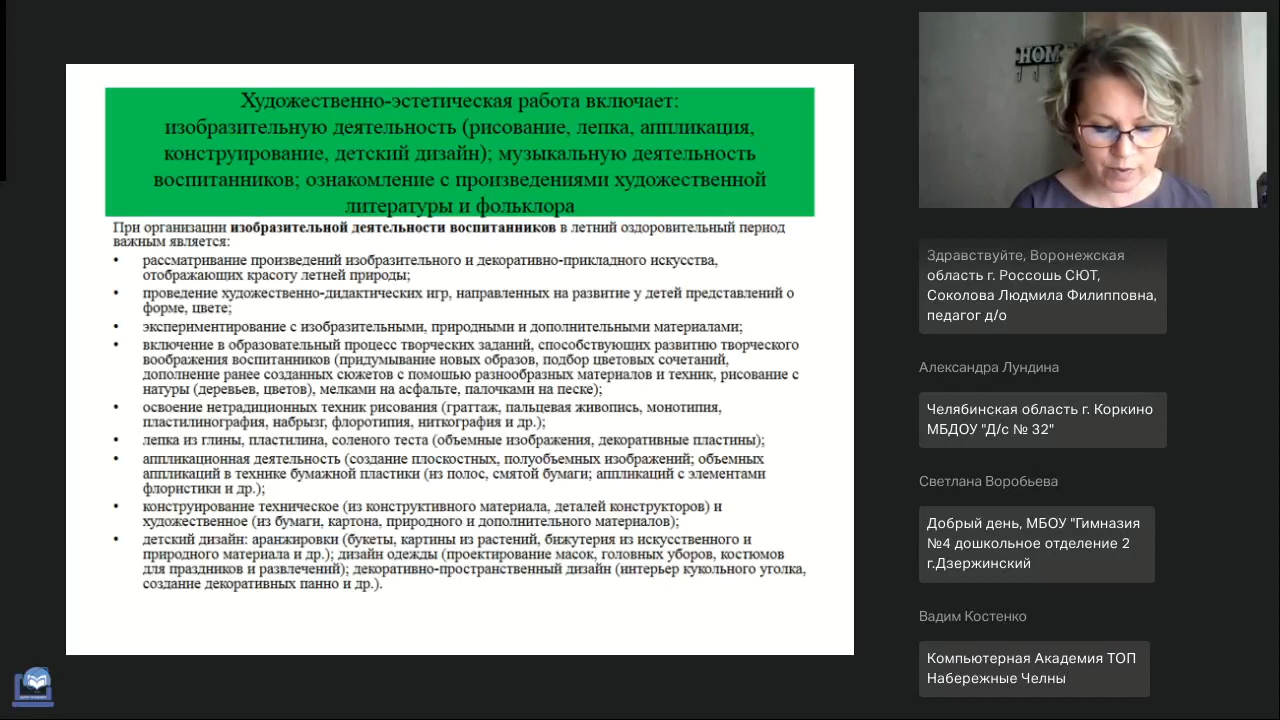 Художественно-эстетическая работа включает:
изобразительную деятельность (рисование, лепка, аппликация,
конструирование, детский дизайн); музыкальную деятельность
воспитанников; ознакомление с произведениями художественной
литературы и фольклора
При организации изобразительной деятельности воспитанников в летний оздоровительный период
важным является:
• рассматривание произведений изобразительного и декоративно-прикладного искусства,
отображающих красоту летней природы;
• проведение художественно-дидактических игр, направленных на развитие у детей представлений о
форме, цвете;
• экспериментирование с изобразительными, природными и дополнительными материалами;
• включение в образовательный процесс творческих заданий, способствующих развитию творческого
воображения воспитанников (придумывание новых образов, подбор цветовых сочетаний,
дополнение ранее созданных сюжетов с помощью разнообразных материалов и техник, рисование с
натуры (деревьев, цветов), мелками на асфальте, палочками на песке);
• освоение нетрадиционных техник рисования (граттаж, пальцевая живопись, монотипия,
пластилинография, набрызг, флоротипия, ниткография и др.);
• лепка из глины, пластилина, соленого теста (объемные изображения, декоративные пластины);
• аппликационная деятельность (создание плоскостных, полуобъемных изображений; объемных
аппликаций в технике бумажной пластики (из полос, смятой бумаги; аппликаций с элементами
флористики и др.);
• конструирование техническое (из конструктивного материала, деталей конструкторов) и
художественное (из бумаги, картона, природного и дополнительного материалов);
• детский дизайн: аранжировки (букеты, картины из растений, бижутерия из искусственного и
природного материала и др.); дизайн одежды (проектирование масок, головных уборов, костюмов
для праздников и развлечений); декоративно-пространственный дизайн (интерьер кукольного уголка,
создание декоративных панно и др.).
HOME
Здравствуйте, Воронежская
область г. Россошь СЮТ,
Соколова Людмила Филипповна,
педагог д/о
Александра Лундина
Челябинская область г. Коркино
МБДОУ "Д/с № 32"
Светлана Воробьева
Добрый день, МБОУ "Гимназия
№4 дошкольное отделение 2
г.Дзержинский
Вадим Костенко
Компьютерная Академия ТОП
Набережные Челны